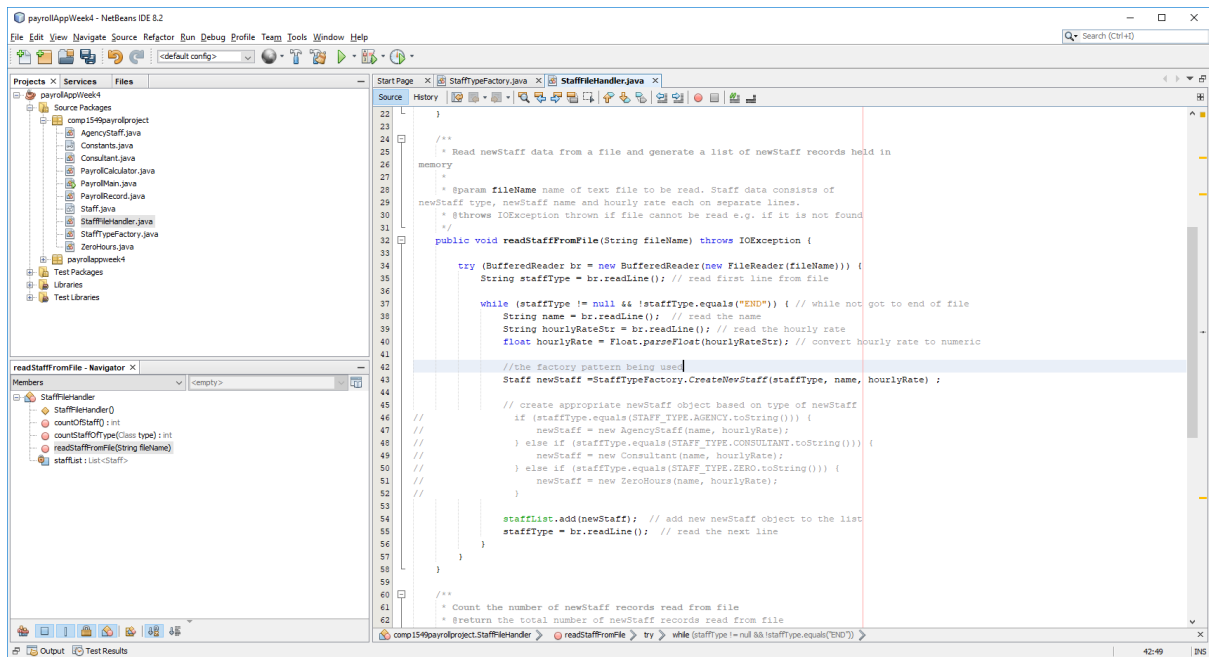 payrollAppWeek4 - NetBeans IDE 8.2
File Edit View Navigate Source Refactor Run Debug Profile Team Tools Window Help
Search (Ctrl+I)
<default config>
Projects Services Files
payrollAppWeek4
Source Packages
comp1549payrollproject
AgencyStaff.java
Constants.java
Consultant.java
PayrollCalculator.java
PayrollMain.java
PayrollRecord.java
Staff.java
StaffFileHandler.java
StaffTypeFactory.java
ZeroHours.java
payrollappweek4
Test Packages
Libraries
Test Libraries
readStaffFromFile - Navigator
Members <empty>
StaffFileHandler
StaffFileHandler()
countOfStaff() : int
countStaffOfType(Class type) : int
readStaffFromFile(String fileName)
staffList : List<Staff>
Start Page StaffTypeFactory.java StaffFileHandler.java
Source History
22 }
23
24 /**
25 * Read newStaff data from a file and generate a list of newStaff records held in
26 memory
27 *
28 * @param fileName name of text file to be read. Staff data consists of
29 newStaff type, newStaff name and hourly rate each on separate lines.
30 * @throws IOException thrown if file cannot be read e.g. if it is not found
31 */
32 public void readStaffFromFile(String fileName) throws IOException {
33
34 try (BufferedReader br = new BufferedReader(new FileReader(fileName))) {
35 String staffType = br.readLine(); // read first line from file
36
37 while (staffType != null && !staffType.equals("END")) { // while not got to end of file
38 String name = br.readLine(); // read the name
39 String hourlyRateStr = br.readLine(); // read the hourly rate
40 float hourlyRate = Float.parseFloat(hourlyRateStr); // convert hourly rate to numeric
41
42 //the factory pattern being used
43 Staff newStaff =StaffTypeFactory.CreateNewStaff(staffType, name, hourlyRate) ;
44
45 // create appropriate newStaff object based on type of newStaff
46 // if (staffType.equals(STAFF_TYPE.AGENCY.toString())) {
47 // newStaff = new AgencyStaff(name, hourlyRate);
48 // } else if (staffType.equals(STAFF_TYPE.CONSULTANT.toString())) {
49 // newStaff = new Consultant(name, hourlyRate);
50 // } else if (staffType.equals(STAFF_TYPE.ZERO.toString())) {
51 // newStaff = new ZeroHours(name, hourlyRate);
52 // }
53
54 staffList.add(newStaff); // add new newStaff object to the list
55 staffType = br.readLine(); // read the next line
56 }
57 }
58 }
59
60 /**
61 * Count the number of newStaff records read from file
62 * @return the total number of newStaff records read from file
comp1549payrollproject.StaffFileHandler readStaffFromFile try while (staffType != null && !staffType.equals("END"))
Output Test Results
42:49 INS